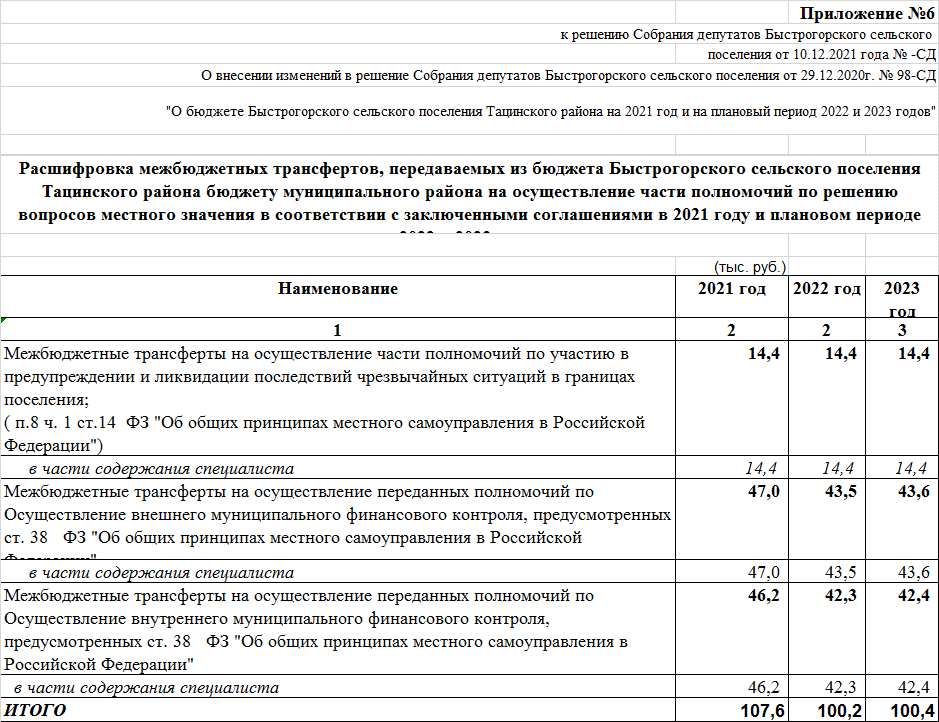 Приложение №6
к решению Собрания депутатов Быстрогорского сельского
поселения от 10.12.2021 года № -СД
О внесении изменений в решение Собрания депутатов Быстрогорского сельского поселения от 29.12.2020г. № 98-СД
"О бюджете Быстрогорского сельского поселения Тацинского района на 2021 год и на плановый период 2022 и 2023 годов"
Расшифровка межбюджетных трансфертов, передаваемых из бюджета Быстрогорского сельского поселения
Тацинского района бюджету муниципального района на осуществление части полномочий по решению
вопросов местного значения в соответствии с заключенными соглашениями в 2021 году и плановом периоде
(тыс. руб.)
Наименование 2021 год 2022 год 2023
год
1 2 2 3
Межбюджетные трансферты на осуществление части полномочий по участию в 14,4 14,4 14,4
предупреждении и ликвидации последствий чрезвычайных ситуаций в границах
поселения;
( п.8 ч. 1 ст.14 ФЗ "Об общих принципах местного самоуправления в Российской
Федерации")
в части содержания специалиста 14,4 14,4 14,4
Межбюджетные трансферты на осуществление переданных полномочий по 47,0 43,5 43,6
Осуществление внешнего муниципального финансового контроля, предусмотренных
ст. 38 ФЗ "Об общих принципах местного самоуправления в Российской
в части содержания специалиста 47,0 43,5 43,6
Межбюджетные трансферты на осуществление переданных полномочий по 46,2 42,3 42,4
Осуществление внутреннего муниципального финансового контроля,
предусмотренных ст. 38 ФЗ "Об общих принципах местного самоуправления в
Российской Федерации"
в части содержания специалиста 46,2 42,3 42,4
ИТОГО 107,6 100,2 100,4